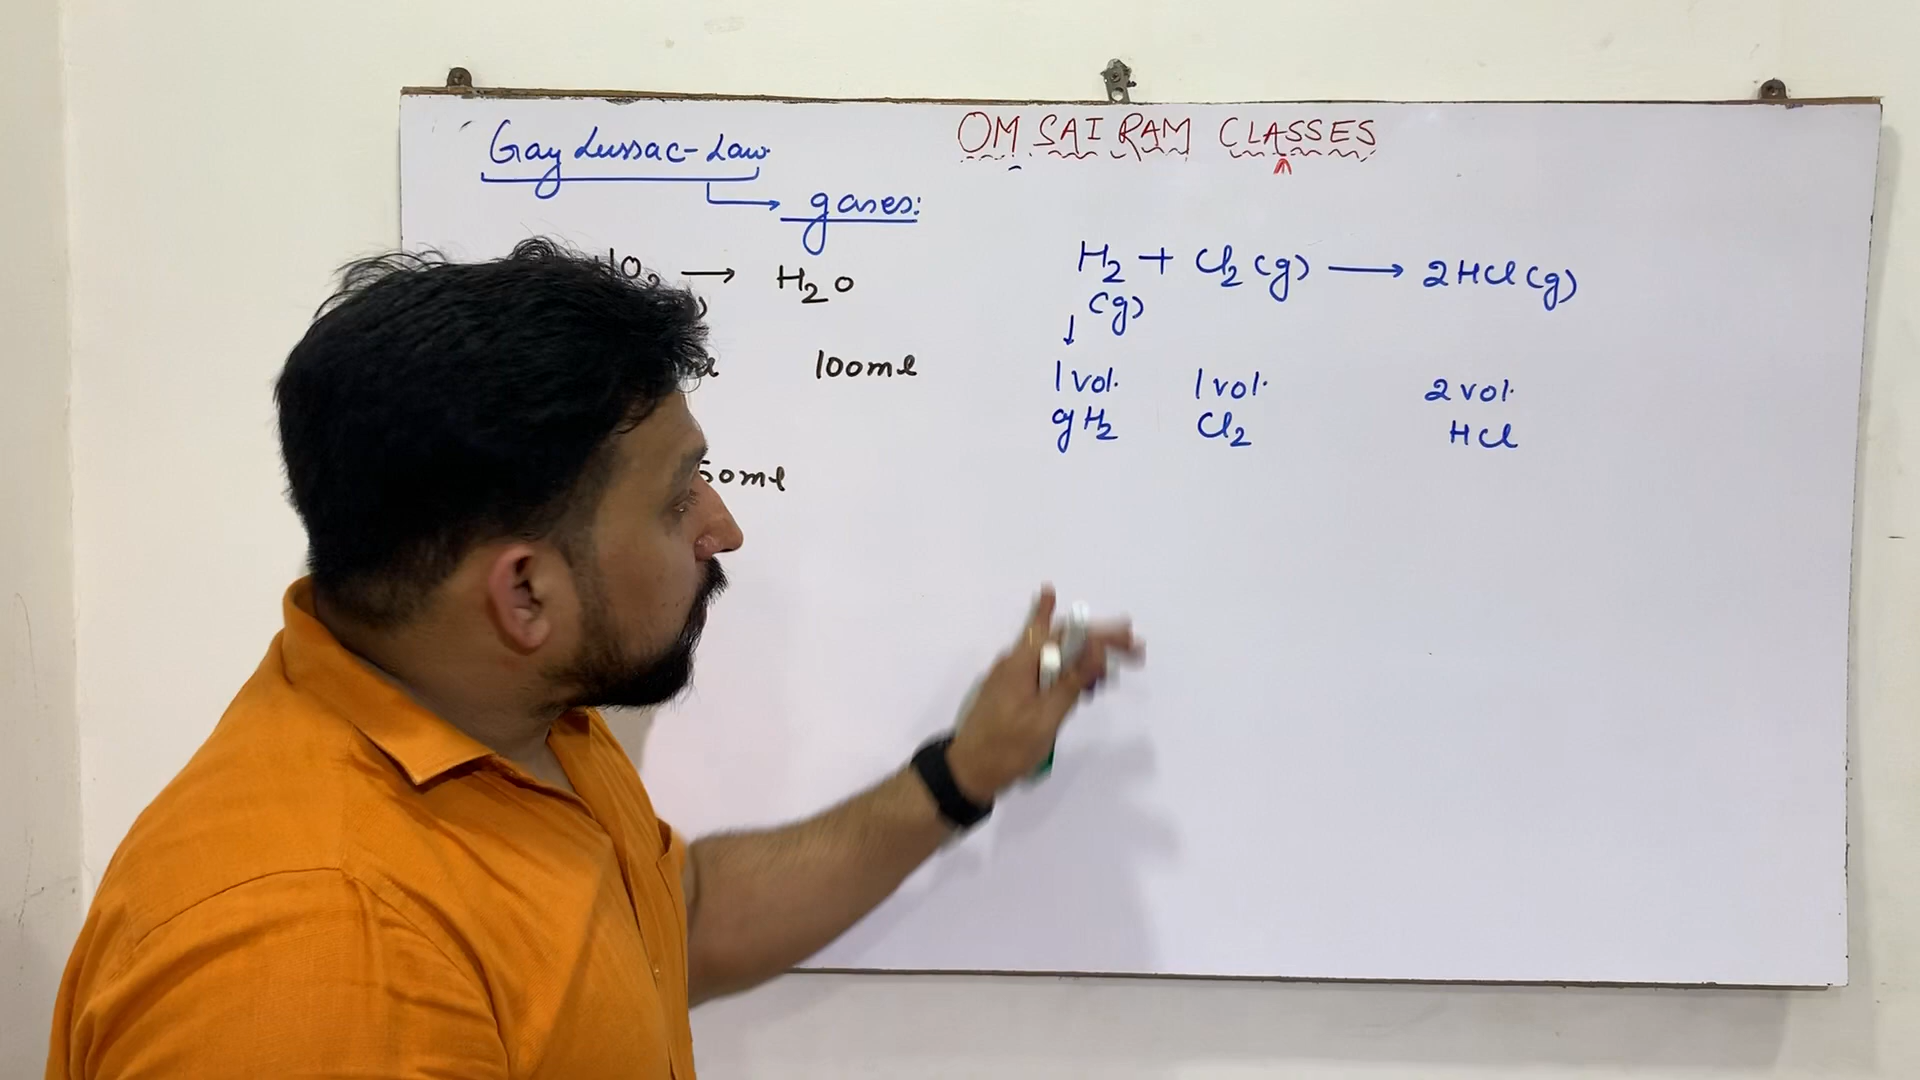 OM SAI RAM CLASSES
Gay Lussac-Law
gases:
O2 → H2O
100ml
50ml
H2 + Cl2 (g) → 2HCl (g)
(g)
↓
1 vol. 1 vol. 2 vol.
gH2 Cl2 HCl